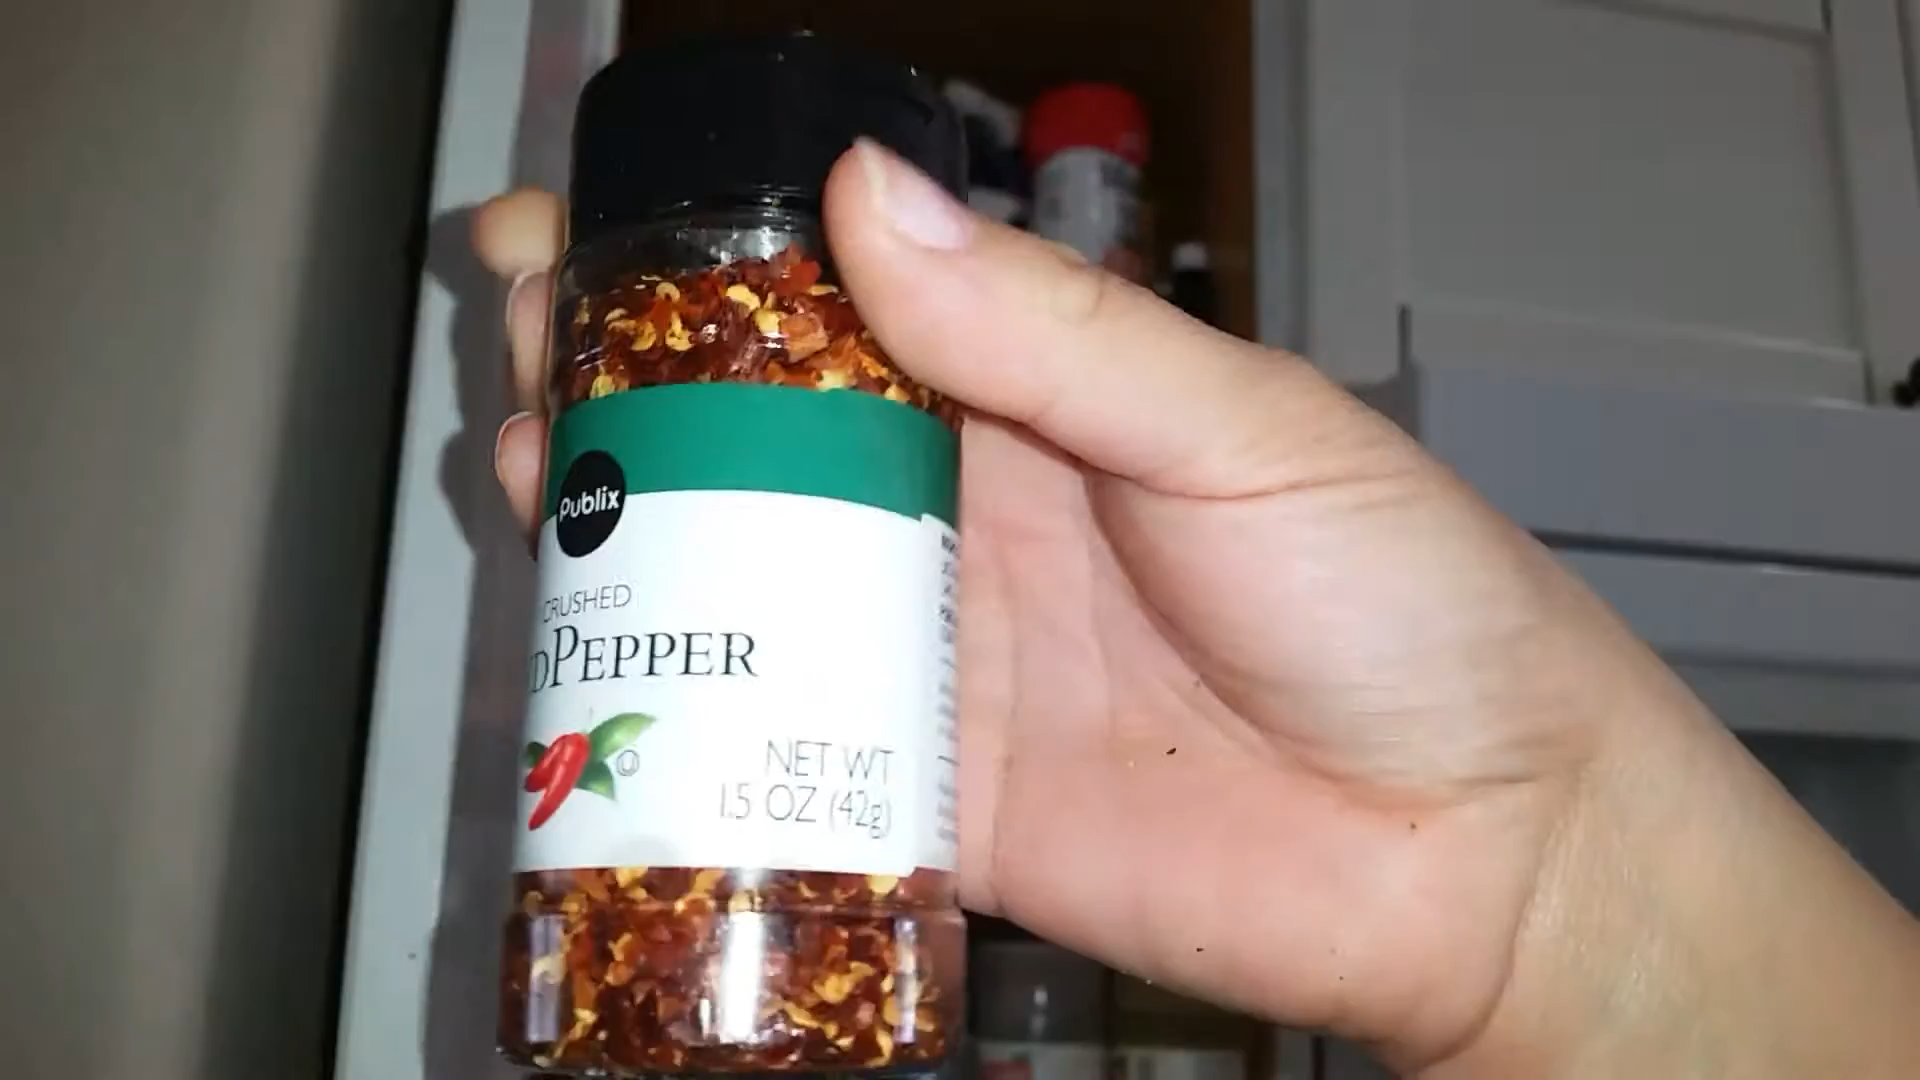 Publix
CRUSHED
DPEPPER
NET WT
1.5 OZ (42g)